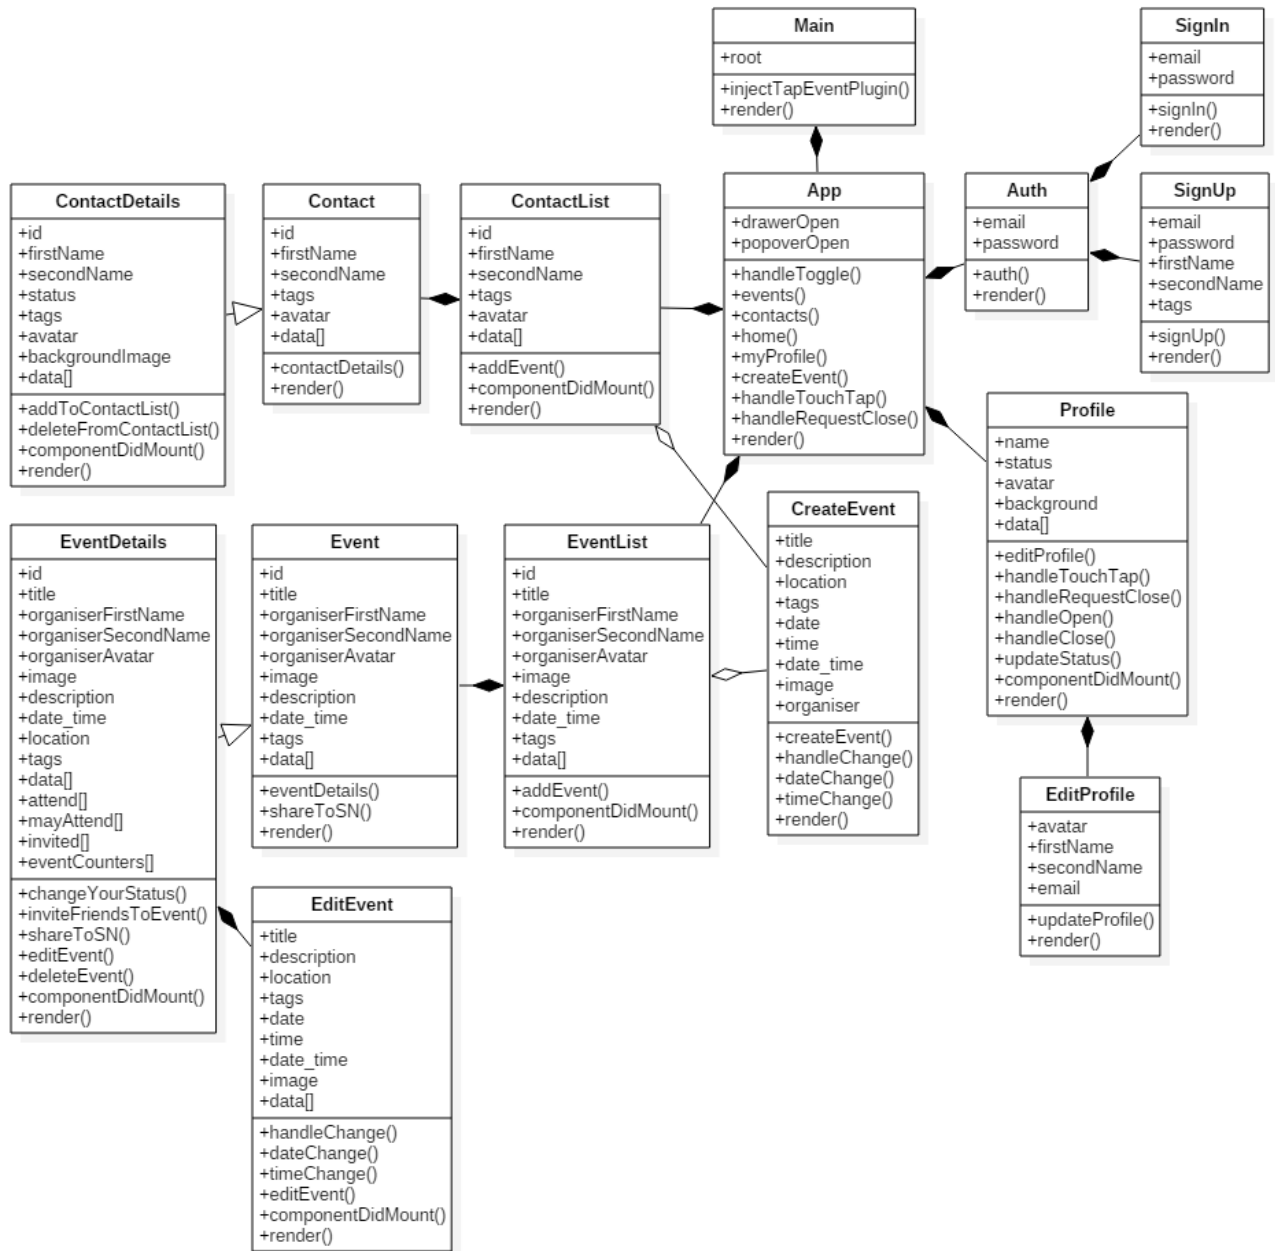 Main
+root
+injectTapEventPlugin()
+render()
SignIn
+email
+password
+signIn()
+render()
ContactDetails
+id
+firstName
+secondName
+status
+tags
+avatar
+backgroundImage
+data[]
+addToContactList()
+deleteFromContactList()
+componentDidMount()
+render()
Contact
+id
+firstName
+secondName
+tags
+avatar
+data[]
+contactDetails()
+render()
ContactList
+id
+firstName
+secondName
+tags
+avatar
+data[]
+addEvent()
+componentDidMount()
+render()
App
+drawerOpen
+popoverOpen
+handleToggle()
+events()
+contacts()
+home()
+myProfile()
+createEvent()
+handleTouchTap()
+handleRequestClose()
+render()
Auth
+email
+password
+auth()
+render()
SignUp
+email
+password
+firstName
+secondName
+tags
+signUp()
+render()
Profile
+name
+status
+avatar
+background
+data[]
+editProfile()
+handleTouchTap()
+handleRequestClose()
+handleOpen()
+handleClose()
+updateStatus()
+componentDidMount()
+render()
EventDetails
+id
+title
+organiserFirstName
+organiserSecondName
+organiserAvatar
+image
+description
+date_time
+location
+tags
+data[]
+attend[]
+mayAttend[]
+invited[]
+eventCounters[]
+changeYourStatus()
+inviteFriendsToEvent()
+shareToSN()
+editEvent()
+deleteEvent()
+componentDidMount()
+render()
Event
+id
+title
+organiserFirstName
+organiserSecondName
+organiserAvatar
+image
+description
+date_time
+tags
+data[]
+eventDetails()
+shareToSN()
+render()
EventList
+id
+title
+organiserFirstName
+organiserSecondName
+organiserAvatar
+image
+description
+date_time
+tags
+data[]
+addEvent()
+componentDidMount()
+render()
CreateEvent
+title
+description
+location
+tags
+date
+time
+date_time
+image
+organiser
+createEvent()
+handleChange()
+dateChange()
+timeChange()
+render()
EditProfile
+avatar
+firstName
+secondName
+email
+updateProfile()
+render()
EditEvent
+title
+description
+location
+tags
+date
+time
+date_time
+image
+data[]
+handleChange()
+dateChange()
+timeChange()
+editEvent()
+componentDidMount()
+render()